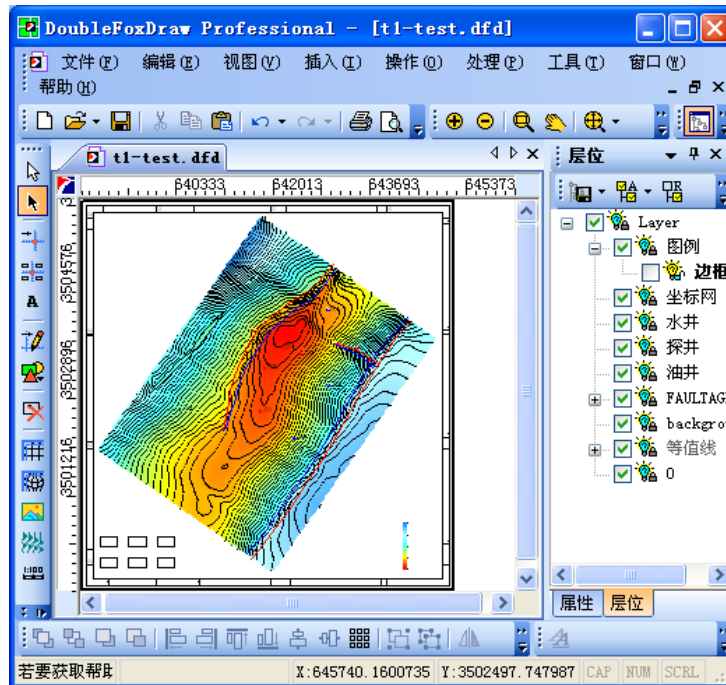 DoubleFoxDraw Professional - [t1-test.dfd]
文件(F) 编辑(E) 视图(V) 插入(I) 操作(O) 处理(P) 工具(T) 窗口(W)
帮助(H)
t1-test.dfd
层位
640333 642013 643693 645373
Layer
图例
边框
坐标网
水井
探井
油井
FAULTAG
backgro
等值线
0
3504576
3502896
3501216
A
1:100
属性 层位
若要获取帮助 X:645740.1600735 Y:3502497.747987 CAP NUM SCRL